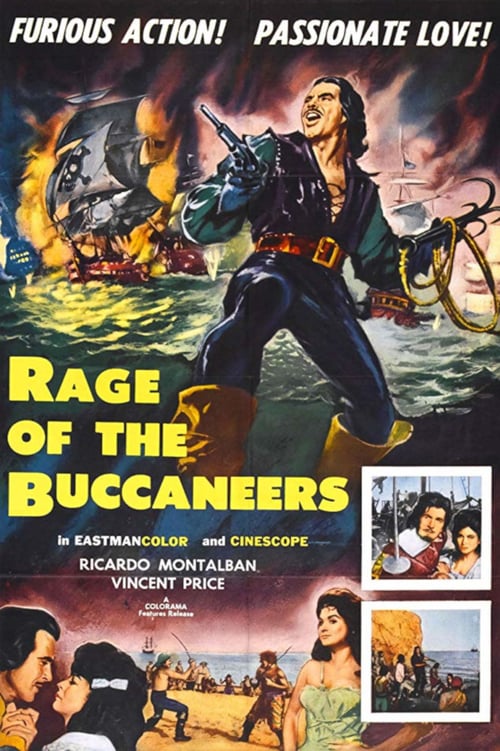 FURIOUS ACTION! PASSIONATE LOVE!
RAGE
OF THE
BUCCANEERS
in EASTMANCOLOR and CINESCOPE
RICARDO MONTALBAN
VINCENT PRICE
A
COLORAMA
Features Release